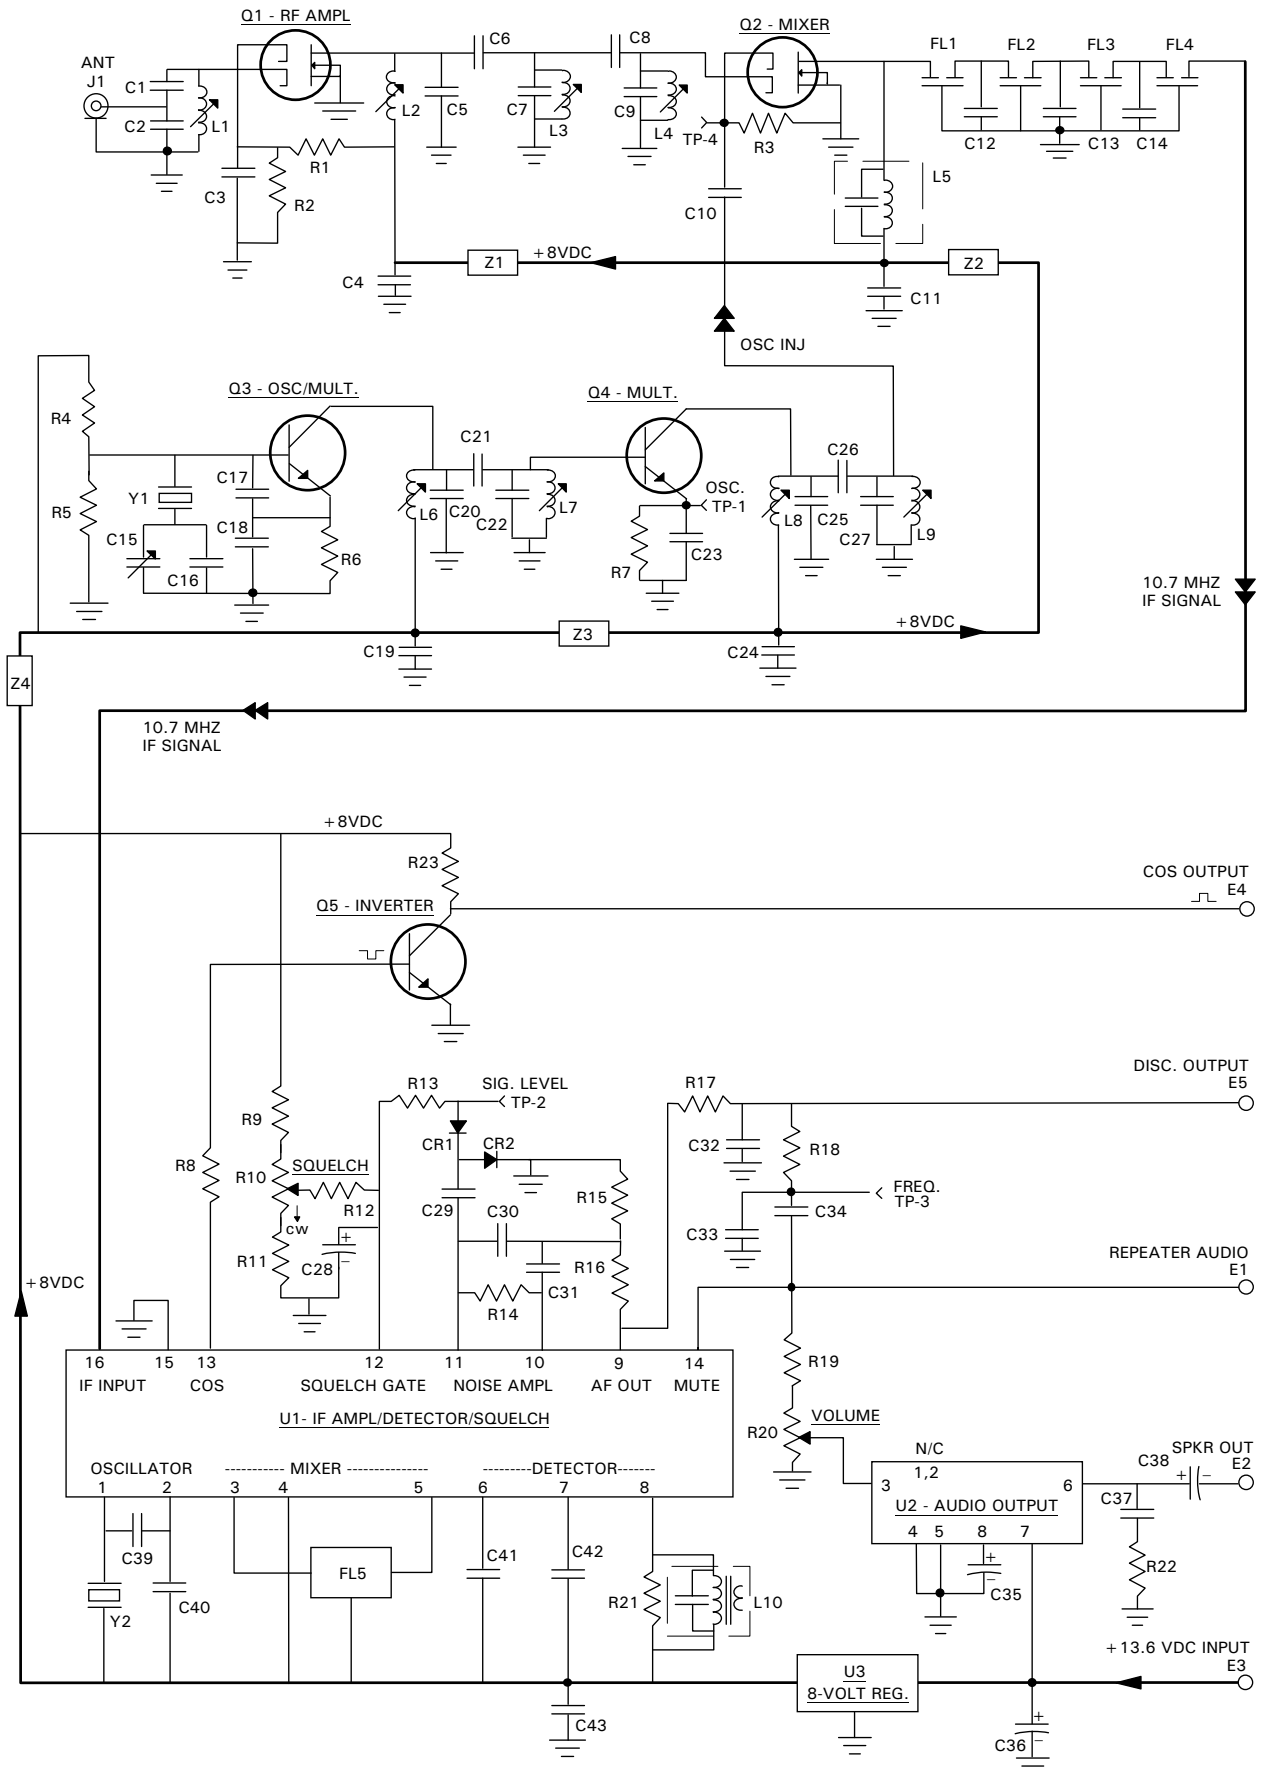 Q1 - RF AMPL
Q2 - MIXER
C6
C8
FL1 FL2 FL3 FL4
ANT
J1
C1
C2
L1
L2
C5
C7
L3
C9
L4
TP-4
R3
C12
C13
C14
R1
C3
R2
C10
L5
Z1
+8VDC
Z2
C4
C11
OSC INJ
Q3 - OSC/MULT.
Q4 - MULT.
R4
C21
C26
C17
Y1
R5
C15
C18
C16
R6
L6
C20
C22
L7
OSC.
TP-1
R7
C23
L8
C25
C27
L9
10.7 MHZ
IF SIGNAL
+8VDC
Z3
C19
C24
Z4
10.7 MHZ
IF SIGNAL
+8VDC
R23
COS OUTPUT
E4
Q5 - INVERTER
DISC. OUTPUT
E5
R13
SIG. LEVEL
TP-2
R17
R9
CR1
CR2
C32
R18
R8
R10
SQUELCH
R12
cw
C29
R15
FREQ.
TP-3
C30
C33
C34
+
R11
C28
–
R16
C31
R14
REPEATER AUDIO
E1
+8VDC
16 15 13 12 11 10 9 14
IF INPUT COS SQUELCH GATE NOISE AMPL AF OUT MUTE
U1- IF AMPL/DETECTOR/SQUELCH
R19
R20
VOLUME
OSCILLATOR
----------- MIXER ---------------
--------DETECTOR------
1 2 3 4 5 6 7 8
N/C
1,2
3
6
U2 - AUDIO OUTPUT
4 5 8 7
C38
SPKR OUT
E2
+ –
C37
C39
C40
Y2
FL5
C41
C42
R21
L10
+
–
C35
R22
+13.6 VDC INPUT
E3
U3
8-VOLT REG.
C43
+
C36
–